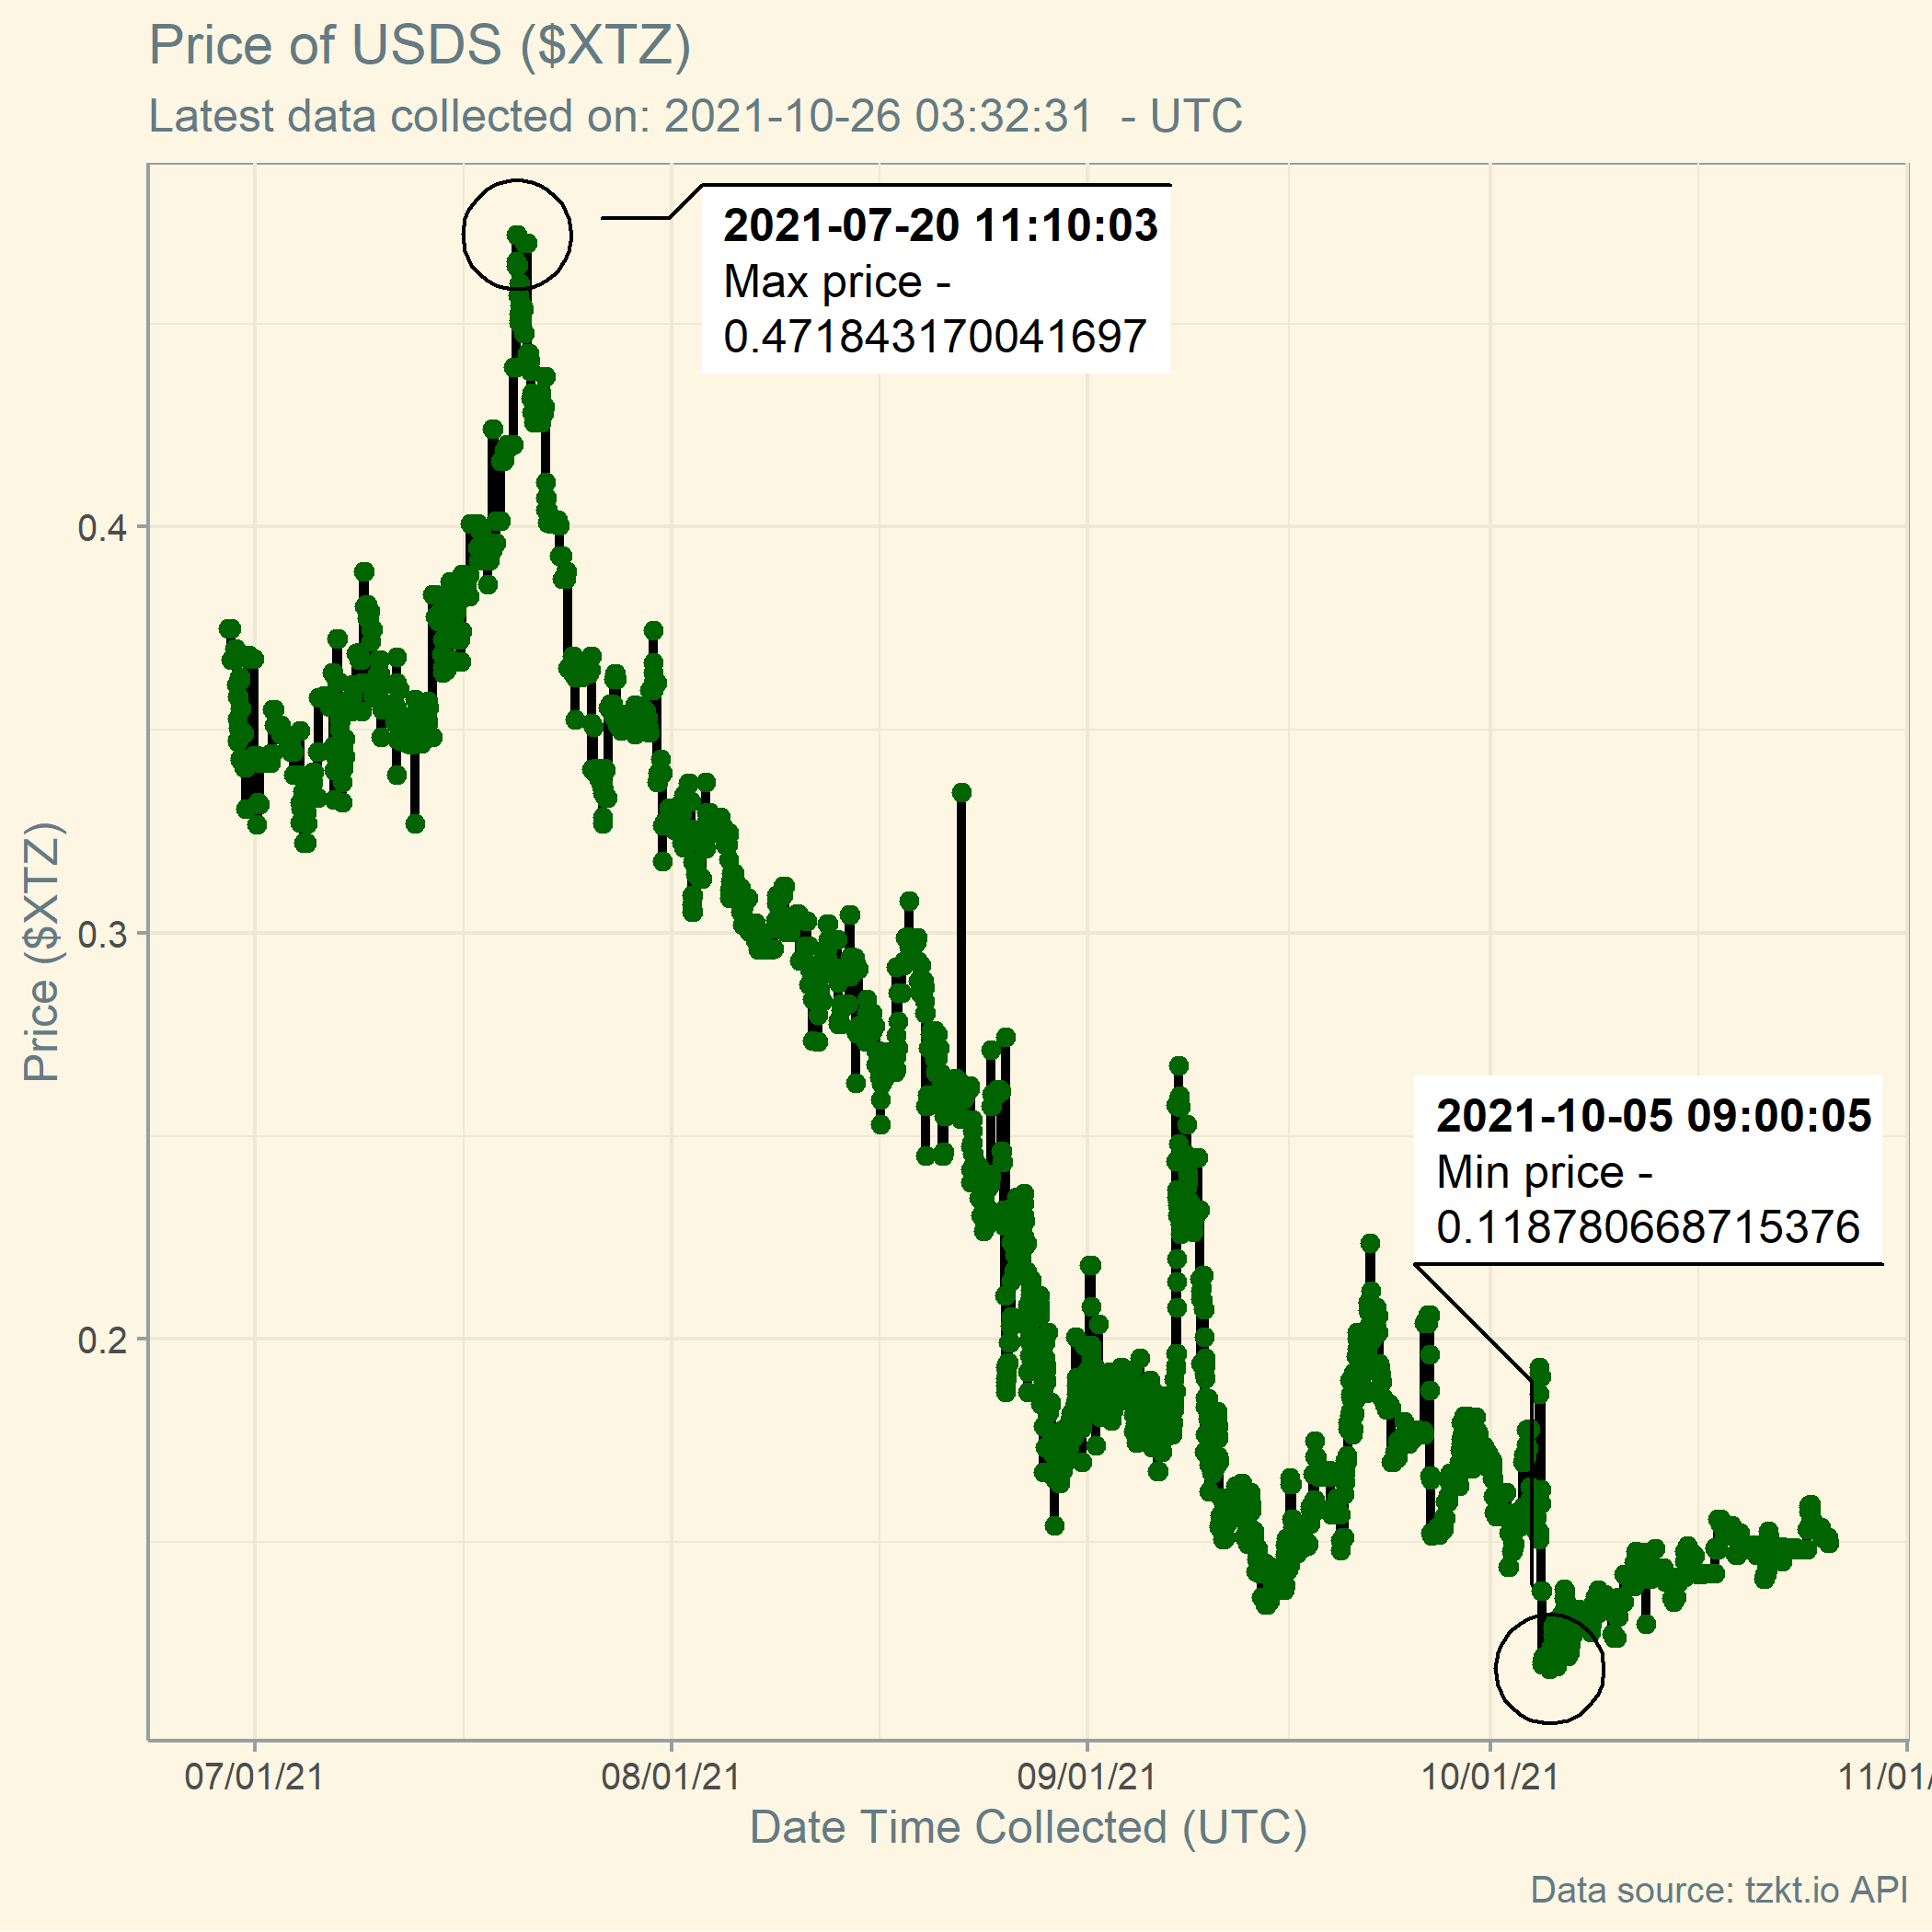 Price of USDS ($XTZ)
Latest data collected on: 2021-10-26 03:32:31  - UTC
2021-07-20 11:10:03
Max price -
0.471843170041697
2021-10-05 09:00:05
Min price -
0.118780668715376
Price ($XTZ)
0.4
0.3
0.2
07/01/21
08/01/21
09/01/21
10/01/21
11/01/
Date Time Collected (UTC)
Data source: tzkt.io API